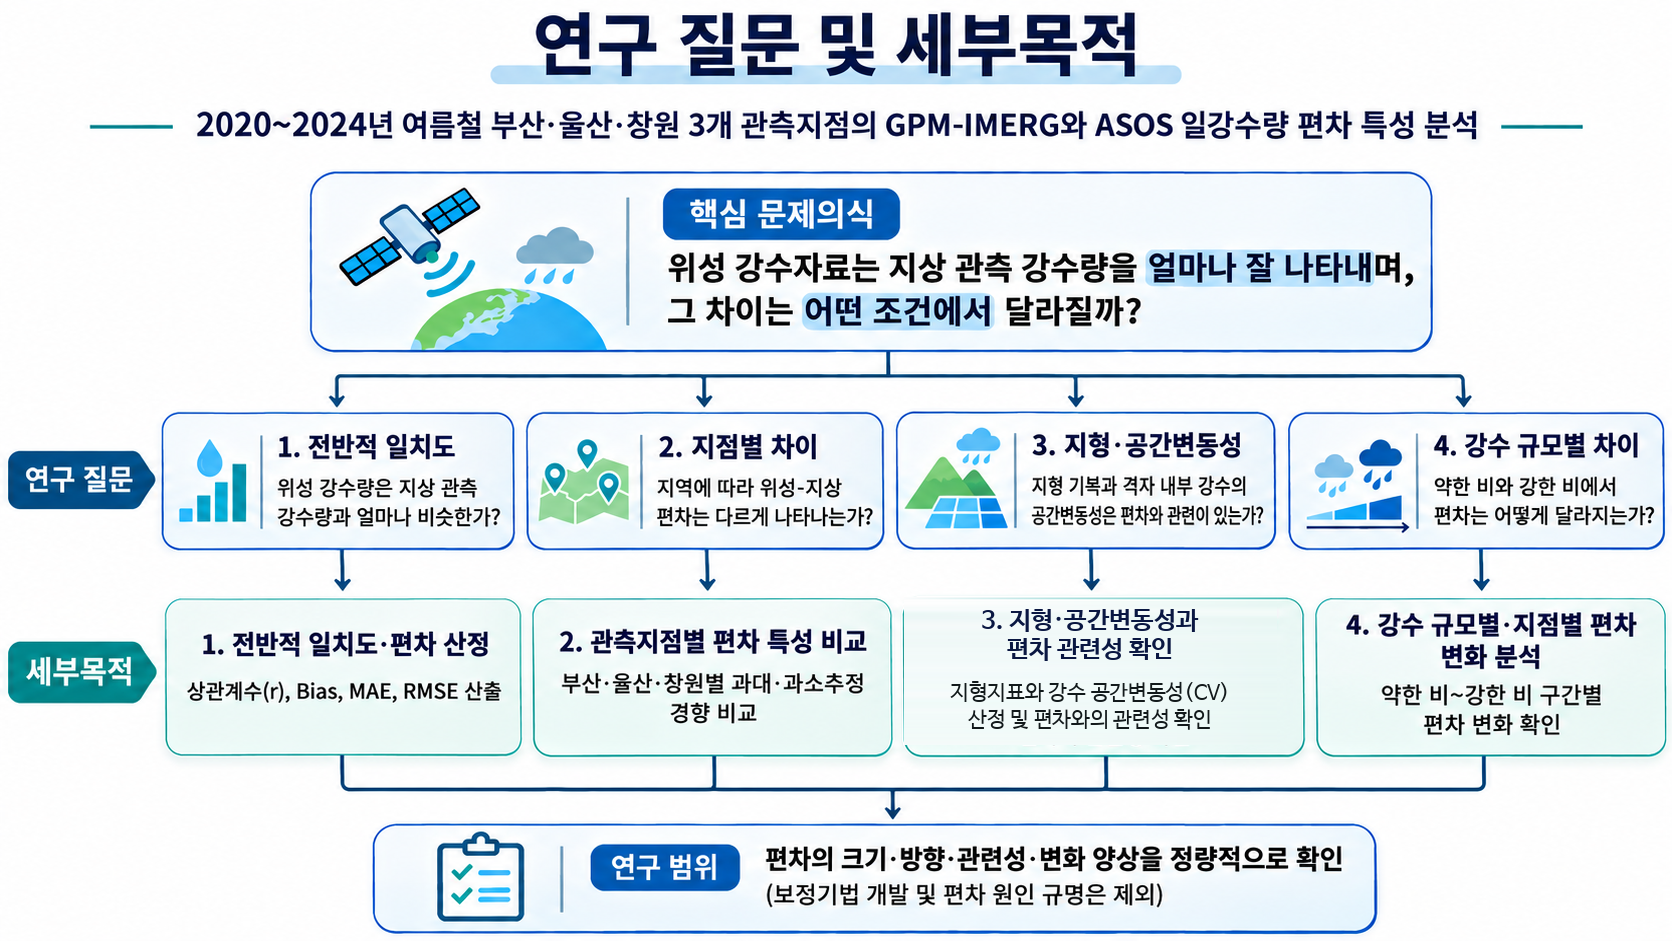 연구 질문 및 세부목적
2020~2024년 여름철 부산·울산·창원 3개 관측지점의 GPM-IMERG와 ASOS 일강수량 편차 특성 분석
핵심 문제의식
위성 강수자료는 지상 관측 강수량을 얼마나 잘 나타내며,
그 차이는 어떤 조건에서 달라질까?
연구 질문
1. 전반적 일치도
위성 강수량은 지상 관측
강수량과 얼마나 비슷한가?
2. 지점별 차이
지역에 따라 위성-지상
편차는 다르게 나타나는가?
3. 지형·공간변동성
지형 기복과 격자 내부 강수의
공간변동성은 편차와 관련이 있는가?
4. 강수 규모별 차이
약한 비와 강한 비에서
편차는 어떻게 달라지는가?
세부목적
1. 전반적 일치도·편차 산정
상관계수(r), Bias, MAE, RMSE 산출
2. 관측지점별 편차 특성 비교
부산·울산·창원별 과대·과소추정
경향 비교
3. 지형·공간변동성과
편차 관련성 확인
지형지표와 강수 공간변동성(CV)
산정 및 편차와의 관련성 확인
4. 강수 규모별·지점별 편차
변화 분석
약한 비~강한 비 구간별
편차 변화 확인
연구 범위
편차의 크기·방향·관련성·변화 양상을 정량적으로 확인
(보정기법 개발 및 편차 원인 규명은 제외)